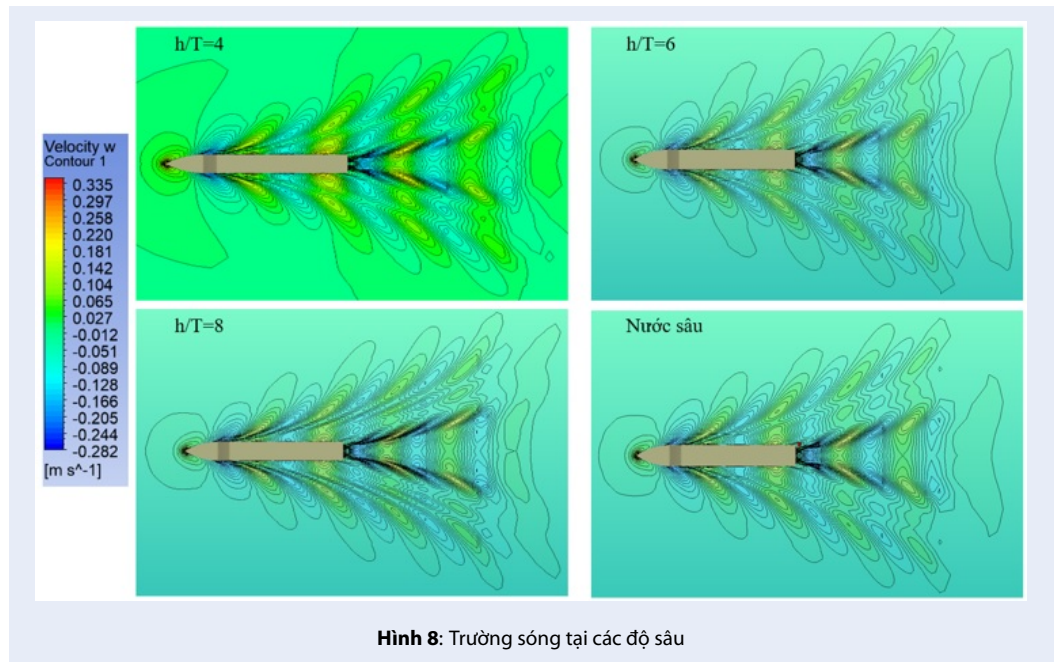 h/T=4
h/T=6
Velocity w
Contour 1
0.335
0.297
0.258
0.220
0.181
0.142
0.104
0.065
0.027
-0.012
-0.051
-0.089
-0.128
-0.166
-0.205
-0.244
-0.282
[m s^-1]
h/T=8
Nước sâu
Hình 8: Trường sóng tại các độ sâu